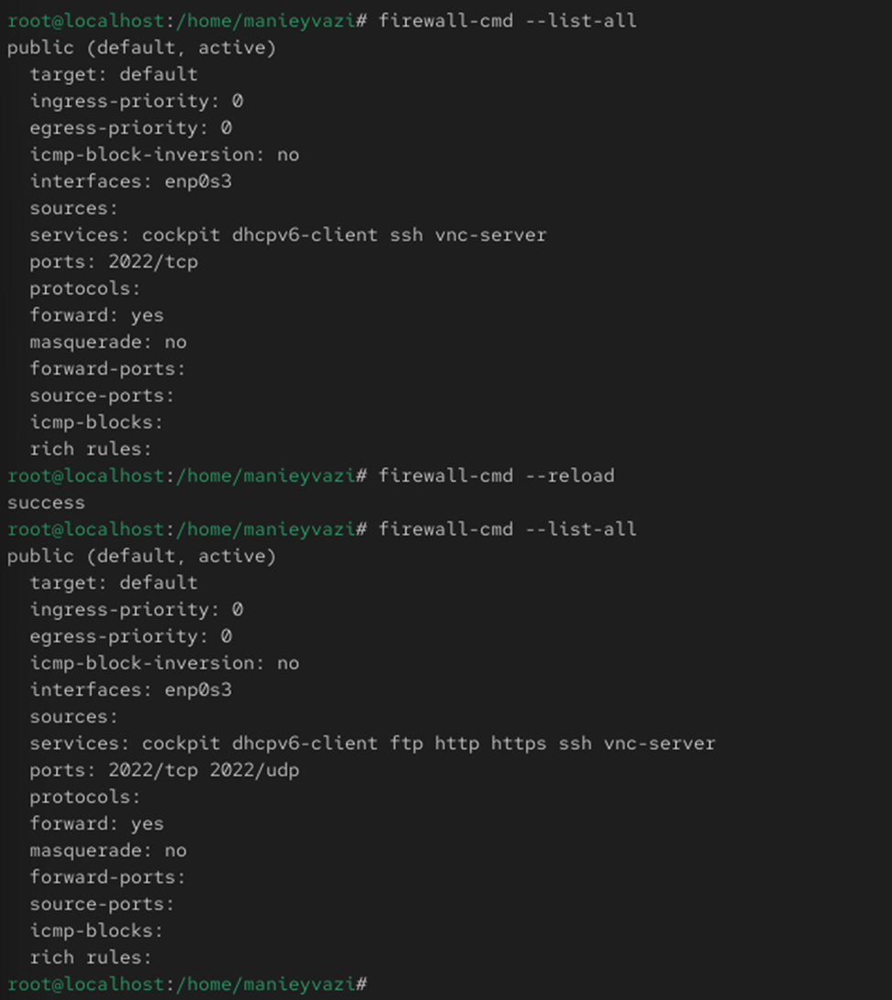 root@localhost:/home/manieyvazi# firewall-cmd --list-all
public (default, active)
  target: default
  ingress-priority: 0
  egress-priority: 0
  icmp-block-inversion: no
  interfaces: enp0s3
  sources:
  services: cockpit dhcpv6-client ssh vnc-server
  ports: 2022/tcp
  protocols:
  forward: yes
  masquerade: no
  forward-ports:
  source-ports:
  icmp-blocks:
  rich rules:
root@localhost:/home/manieyvazi# firewall-cmd --reload
success
root@localhost:/home/manieyvazi# firewall-cmd --list-all
public (default, active)
  target: default
  ingress-priority: 0
  egress-priority: 0
  icmp-block-inversion: no
  interfaces: enp0s3
  sources:
  services: cockpit dhcpv6-client ftp http https ssh vnc-server
  ports: 2022/tcp 2022/udp
  protocols:
  forward: yes
  masquerade: no
  forward-ports:
  source-ports:
  icmp-blocks:
  rich rules:
root@localhost:/home/manieyvazi#